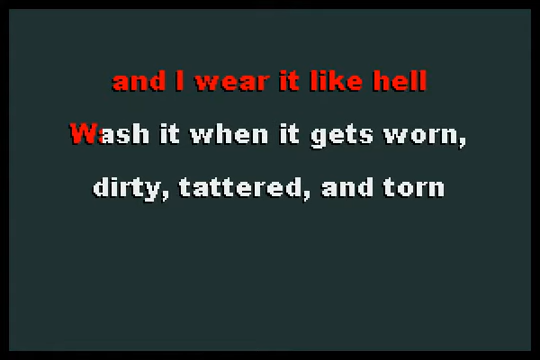 and I wear it like hell
Wash it when it gets worn,
dirty, tattered, and torn